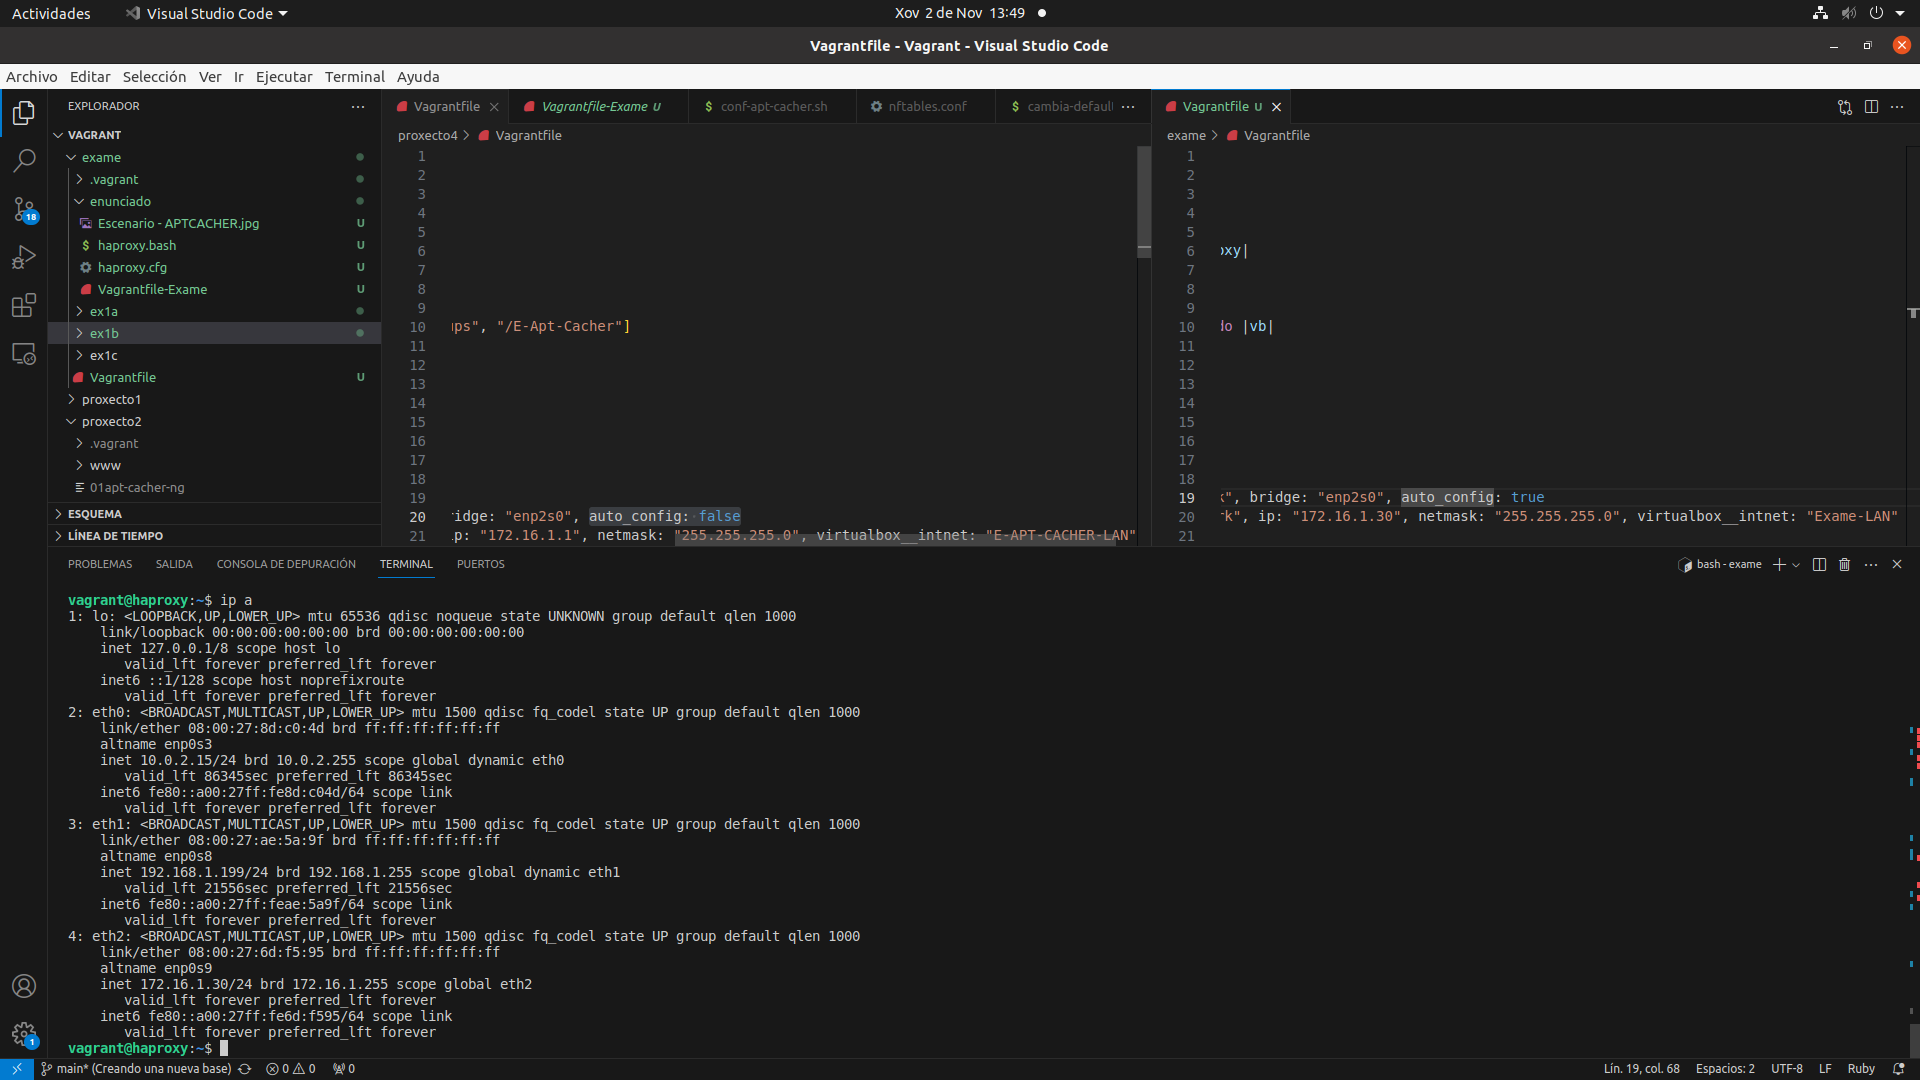 Actividades
Visual Studio Code
Xov 2 de Nov 13:49
Vagrantfile - Vagrant - Visual Studio Code
Archivo Editar Selección Ver Ir Ejecutar Terminal Ayuda
EXPLORADOR
VAGRANT
exame
.vagrant
enunciado
Escenario - APTCACHER.jpg U
$ haproxy.bash U
haproxy.cfg U
Vagrantfile-Exame U
ex1a
ex1b
ex1c
Vagrantfile U
proxecto1
proxecto2
.vagrant
www
01apt-cacher-ng
ESQUEMA
LÍNEA DE TIEMPO
18
1
Vagrantfile
Vagrantfile-Exame U
$ conf-apt-cacher.sh
nftables.conf
$ cambia-defaul
proxecto4 > Vagrantfile
1
2
3
4
5
6
7
8
9
10 ups", "/E-Apt-Cacher"]
11
12
13
14
15
16
17
18
19
20 ridge: "enp2s0", auto_config: false
21 ip: "172.16.1.1", netmask: "255.255.255.0", virtualbox__intnet: "E-APT-CACHER-LAN"
Vagrantfile U
exame > Vagrantfile
1
2
3
4
5
6 oxy|
7
8
9
10 do |vb|
11
12
13
14
15
16
17
18
19 k", bridge: "enp2s0", auto_config: true
20 rk", ip: "172.16.1.30", netmask: "255.255.255.0", virtualbox__intnet: "Exame-LAN"
21
PROBLEMAS SALIDA CONSOLA DE DEPURACIÓN TERMINAL PUERTOS
bash - exame
vagrant@haproxy:~$ ip a
1: lo: <LOOPBACK,UP,LOWER_UP> mtu 65536 qdisc noqueue state UNKNOWN group default qlen 1000
link/loopback 00:00:00:00:00:00 brd 00:00:00:00:00:00
inet 127.0.0.1/8 scope host lo
valid_lft forever preferred_lft forever
inet6 ::1/128 scope host noprefixroute
valid_lft forever preferred_lft forever
2: eth0: <BROADCAST,MULTICAST,UP,LOWER_UP> mtu 1500 qdisc fq_codel state UP group default qlen 1000
link/ether 08:00:27:8d:c0:4d brd ff:ff:ff:ff:ff:ff
altname enp0s3
inet 10.0.2.15/24 brd 10.0.2.255 scope global dynamic eth0
valid_lft 86345sec preferred_lft 86345sec
inet6 fe80::a00:27ff:fe8d:c04d/64 scope link
valid_lft forever preferred_lft forever
3: eth1: <BROADCAST,MULTICAST,UP,LOWER_UP> mtu 1500 qdisc fq_codel state UP group default qlen 1000
link/ether 08:00:27:ae:5a:9f brd ff:ff:ff:ff:ff:ff
altname enp0s8
inet 192.168.1.199/24 brd 192.168.1.255 scope global dynamic eth1
valid_lft 21556sec preferred_lft 21556sec
inet6 fe80::a00:27ff:feae:5a9f/64 scope link
valid_lft forever preferred_lft forever
4: eth2: <BROADCAST,MULTICAST,UP,LOWER_UP> mtu 1500 qdisc fq_codel state UP group default qlen 1000
link/ether 08:00:27:6d:f5:95 brd ff:ff:ff:ff:ff:ff
altname enp0s9
inet 172.16.1.30/24 brd 172.16.1.255 scope global eth2
valid_lft forever preferred_lft forever
inet6 fe80::a00:27ff:fe6d:f595/64 scope link
valid_lft forever preferred_lft forever
vagrant@haproxy:~$
main* (Creando una nueva base) 0 0 0
Lín. 19, col. 68 Espacios: 2 UTF-8 LF Ruby